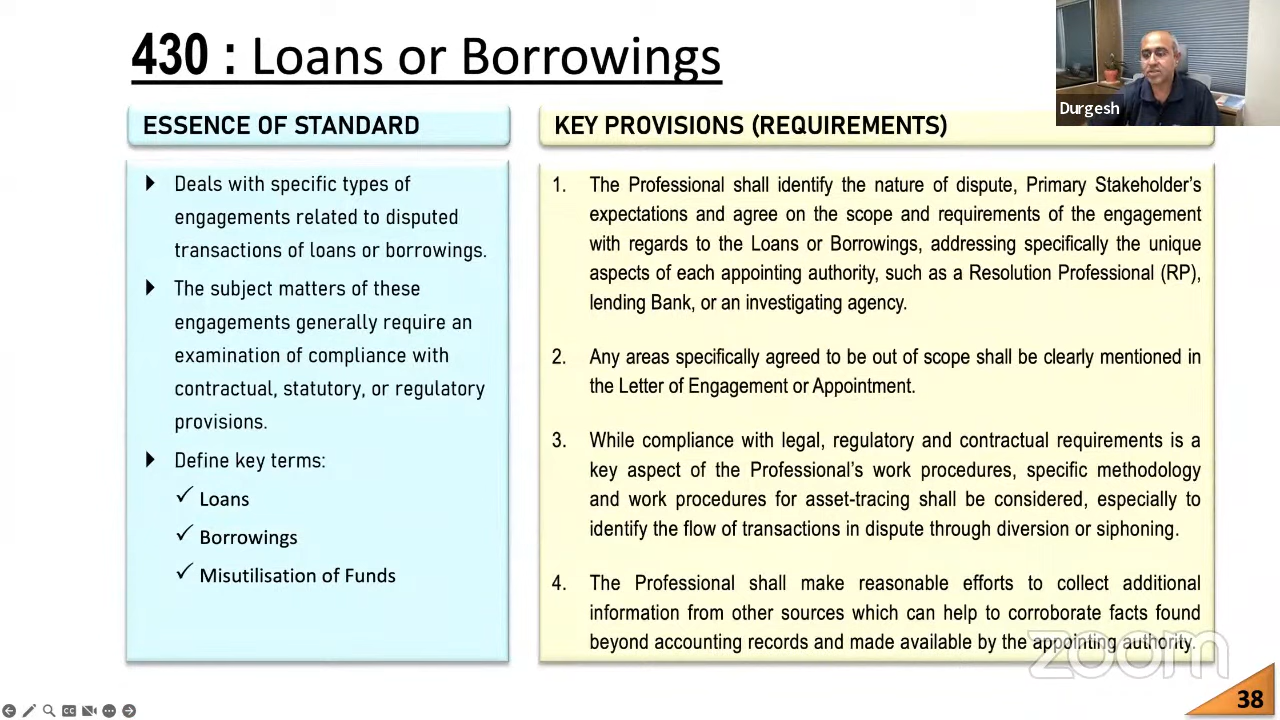 430 : Loans or Borrowings
Durgesh
ESSENCE OF STANDARD
Deals with specific types of
engagements related to disputed
transactions of loans or borrowings.
The subject matters of these
engagements generally require an
examination of compliance with
contractual, statutory, or regulatory
provisions.
Define key terms:
Loans
Borrowings
Misutilisation of Funds
KEY PROVISIONS (REQUIREMENTS)
1. The Professional shall identify the nature of dispute, Primary Stakeholder's
expectations and agree on the scope and requirements of the engagement
with regards to the Loans or Borrowings, addressing specifically the unique
aspects of each appointing authority, such as a Resolution Professional (RP),
lending Bank, or an investigating agency.
2. Any areas specifically agreed to be out of scope shall be clearly mentioned in
the Letter of Engagement or Appointment.
3. While compliance with legal, regulatory and contractual requirements is a
key aspect of the Professional's work procedures, specific methodology
and work procedures for asset-tracing shall be considered, especially to
identify the flow of transactions in dispute through diversion or siphoning.
4. The Professional shall make reasonable efforts to collect additional
information from other sources which can help to corroborate facts found
beyond accounting records and made available by the appointing authority.
zoom
38